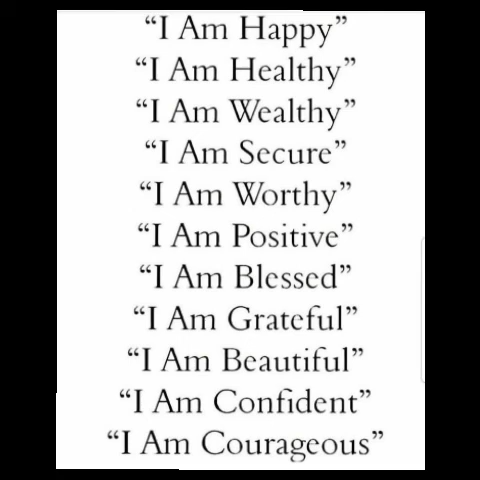 “I Am Happy”
“I Am Healthy”
“I Am Wealthy”
“I Am Secure”
“I Am Worthy”
“I Am Positive”
“I Am Blessed”
“I Am Grateful”
“I Am Beautiful”
“I Am Confident”
“I Am Courageous”